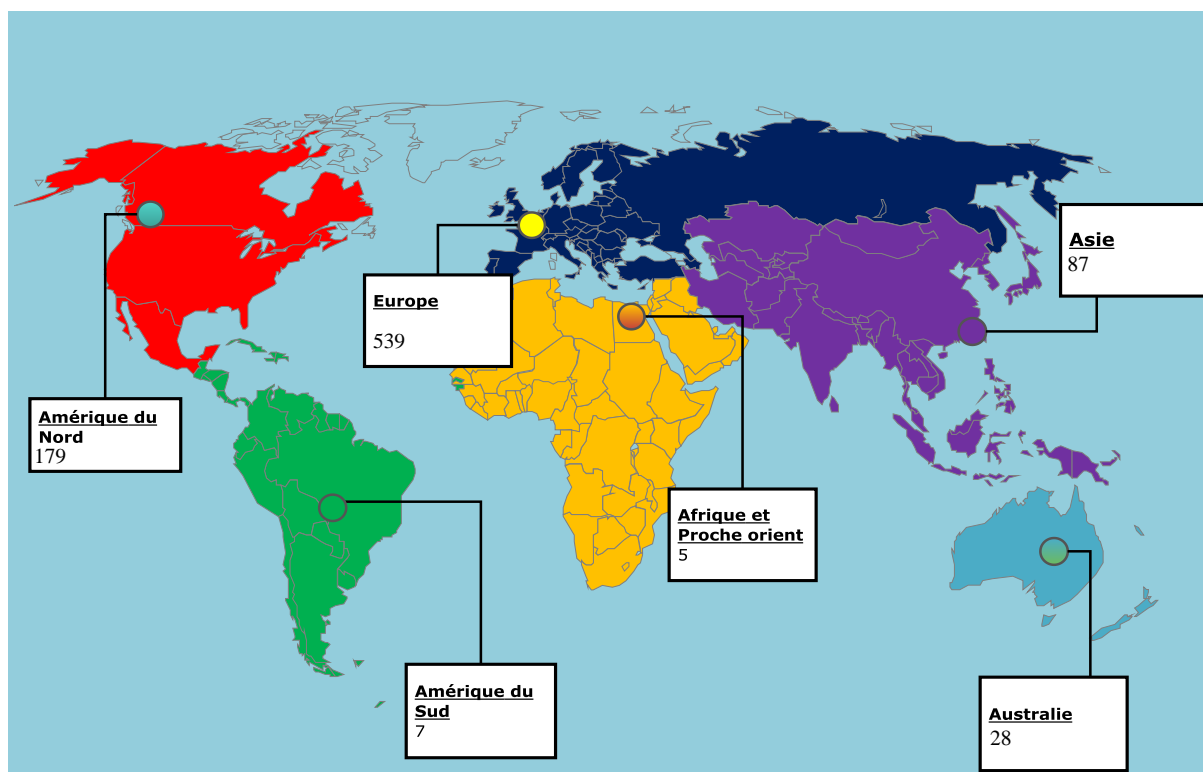 Asie
87
Europe
539
Amérique du
Nord
179
Afrique et
Proche orient
5
Amérique du
Sud
7
Australie
28